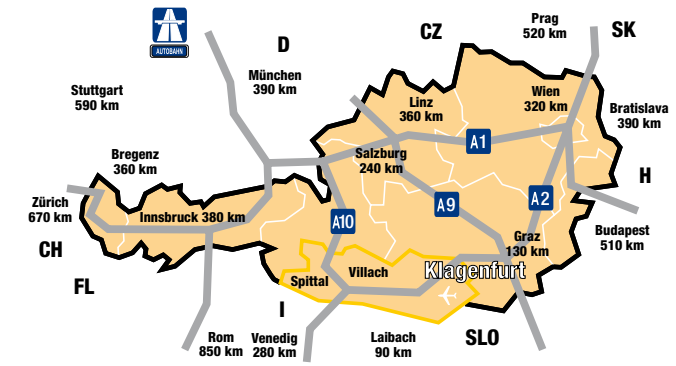 Prag
520 km
SK
CZ
D
AUTOBAHN
München
390 km
Stuttgart
590 km
Linz
360 km
Wien
320 km
Bratislava
390 km
A1
Bregenz
360 km
Salzburg
240 km
H
Zürich
670 km
Innsbruck 380 km
A10
A9
A2
Budapest
510 km
Graz
130 km
CH
FL
Spittal
Villach
Klagenfurt
I
SLO
Rom
850 km
Venedig
280 km
Laibach
90 km